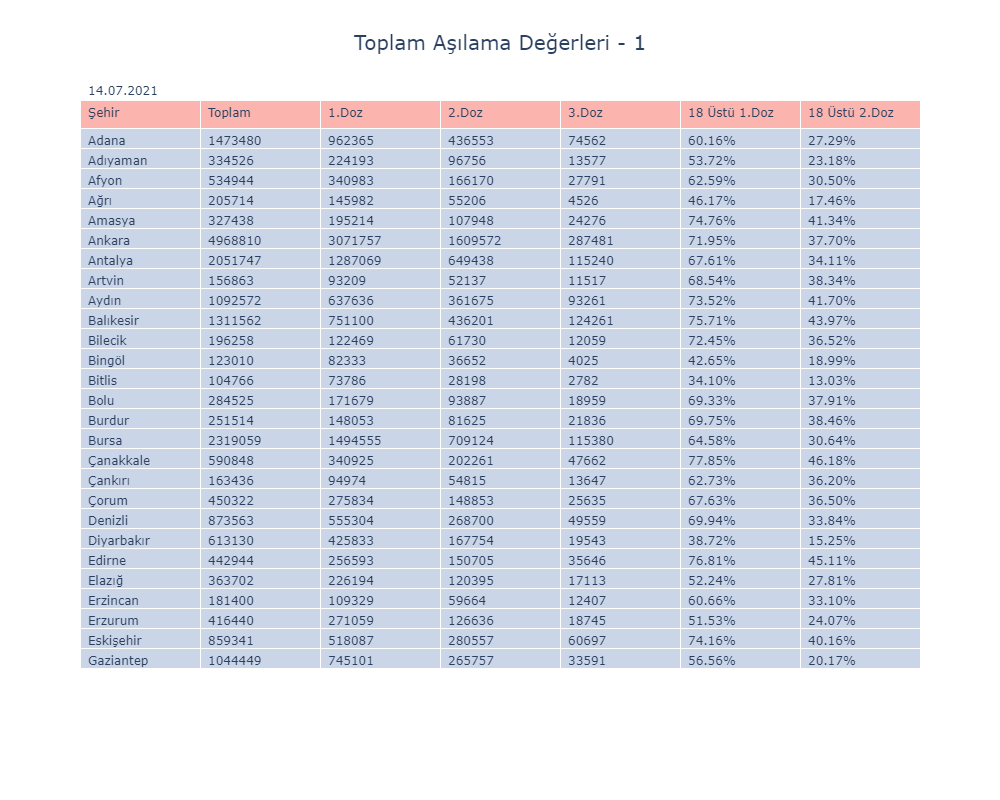 Toplam Aşılama Değerleri - 1
14.07.2021
Şehir Toplam 1.Doz 2.Doz 3.Doz 18 Üstü 1.Doz 18 Üstü 2.Doz
Adana 1473480 962365 436553 74562 60.16% 27.29%
Adıyaman 334526 224193 96756 13577 53.72% 23.18%
Afyon 534944 340983 166170 27791 62.59% 30.50%
Ağrı 205714 145982 55206 4526 46.17% 17.46%
Amasya 327438 195214 107948 24276 74.76% 41.34%
Ankara 4968810 3071757 1609572 287481 71.95% 37.70%
Antalya 2051747 1287069 649438 115240 67.61% 34.11%
Artvin 156863 93209 52137 11517 68.54% 38.34%
Aydın 1092572 637636 361675 93261 73.52% 41.70%
Balıkesir 1311562 751100 436201 124261 75.71% 43.97%
Bilecik 196258 122469 61730 12059 72.45% 36.52%
Bingöl 123010 82333 36652 4025 42.65% 18.99%
Bitlis 104766 73786 28198 2782 34.10% 13.03%
Bolu 284525 171679 93887 18959 69.33% 37.91%
Burdur 251514 148053 81625 21836 69.75% 38.46%
Bursa 2319059 1494555 709124 115380 64.58% 30.64%
Çanakkale 590848 340925 202261 47662 77.85% 46.18%
Çankırı 163436 94974 54815 13647 62.73% 36.20%
Çorum 450322 275834 148853 25635 67.63% 36.50%
Denizli 873563 555304 268700 49559 69.94% 33.84%
Diyarbakır 613130 425833 167754 19543 38.72% 15.25%
Edirne 442944 256593 150705 35646 76.81% 45.11%
Elazığ 363702 226194 120395 17113 52.24% 27.81%
Erzincan 181400 109329 59664 12407 60.66% 33.10%
Erzurum 416440 271059 126636 18745 51.53% 24.07%
Eskişehir 859341 518087 280557 60697 74.16% 40.16%
Gaziantep 1044449 745101 265757 33591 56.56% 20.17%